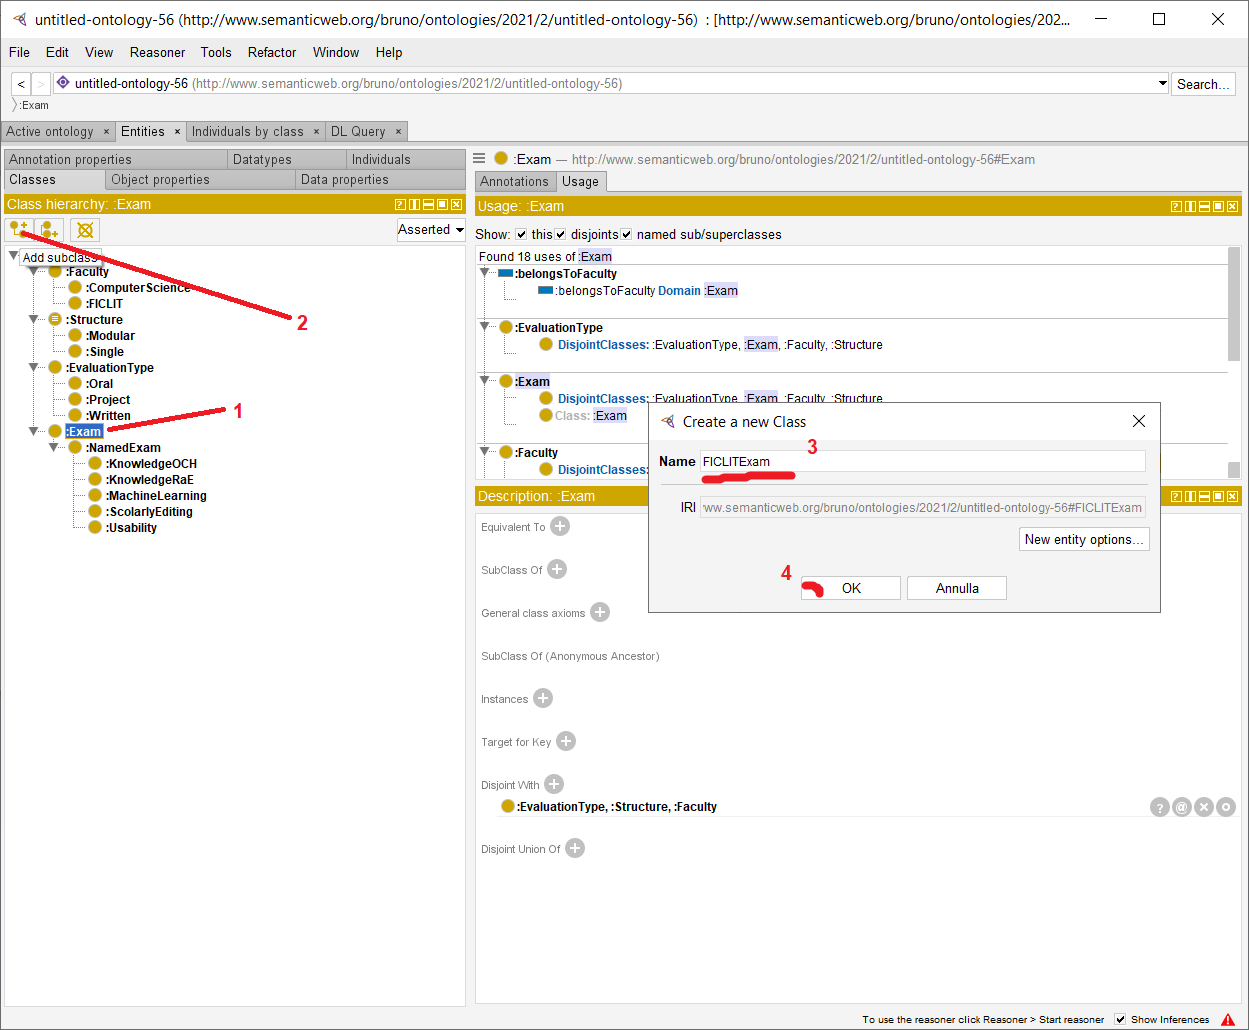 untitled-ontology-56 (http://www.semanticweb.org/bruno/ontologies/2021/2/untitled-ontology-56) : [http://www.semanticweb.org/bruno/ontologies/202...
File Edit View Reasoner Tools Refactor Window Help
< > untitled-ontology-56 (http://www.semanticweb.org/bruno/ontologies/2021/2/untitled-ontology-56) Search...
:Exam
Active ontology × Entities × Individuals by class × DL Query ×
Annotation properties Datatypes Individuals
Classes Object properties Data properties
Class hierarchy: :Exam
Asserted
Add subclass
:Faculty
:ComputerScience
:FICLIT
:Structure
:Modular
:Single
:EvaluationType
:Oral
:Project
:Written
:Exam
:NamedExam
:KnowledgeOCH
:KnowledgeRaE
:MachineLearning
:ScolarlyEditing
:Usability
2
1
:Exam — http://www.semanticweb.org/bruno/ontologies/2021/2/untitled-ontology-56#Exam
Annotations Usage
Usage: :Exam
Show: this disjoints named sub/superclasses
Found 18 uses of :Exam
:belongsToFaculty
:belongsToFaculty Domain :Exam
:EvaluationType
DisjointClasses: :EvaluationType, :Exam, :Faculty, :Structure
:Exam
DisjointClasses: :EvaluationType, :Exam, :Faculty, :Structure
Class: :Exam
:Faculty
DisjointClasses:
Create a new Class
3
Name FICLITExam
IRI ww.semanticweb.org/bruno/ontologies/2021/2/untitled-ontology-56#FICLITExam
New entity options...
4
OK Annulla
Description: :Exam
Equivalent To
SubClass Of
General class axioms
SubClass Of (Anonymous Ancestor)
Instances
Target for Key
Disjoint With
:EvaluationType, :Structure, :Faculty
Disjoint Union Of
To use the reasoner click Reasoner > Start reasoner Show Inferences